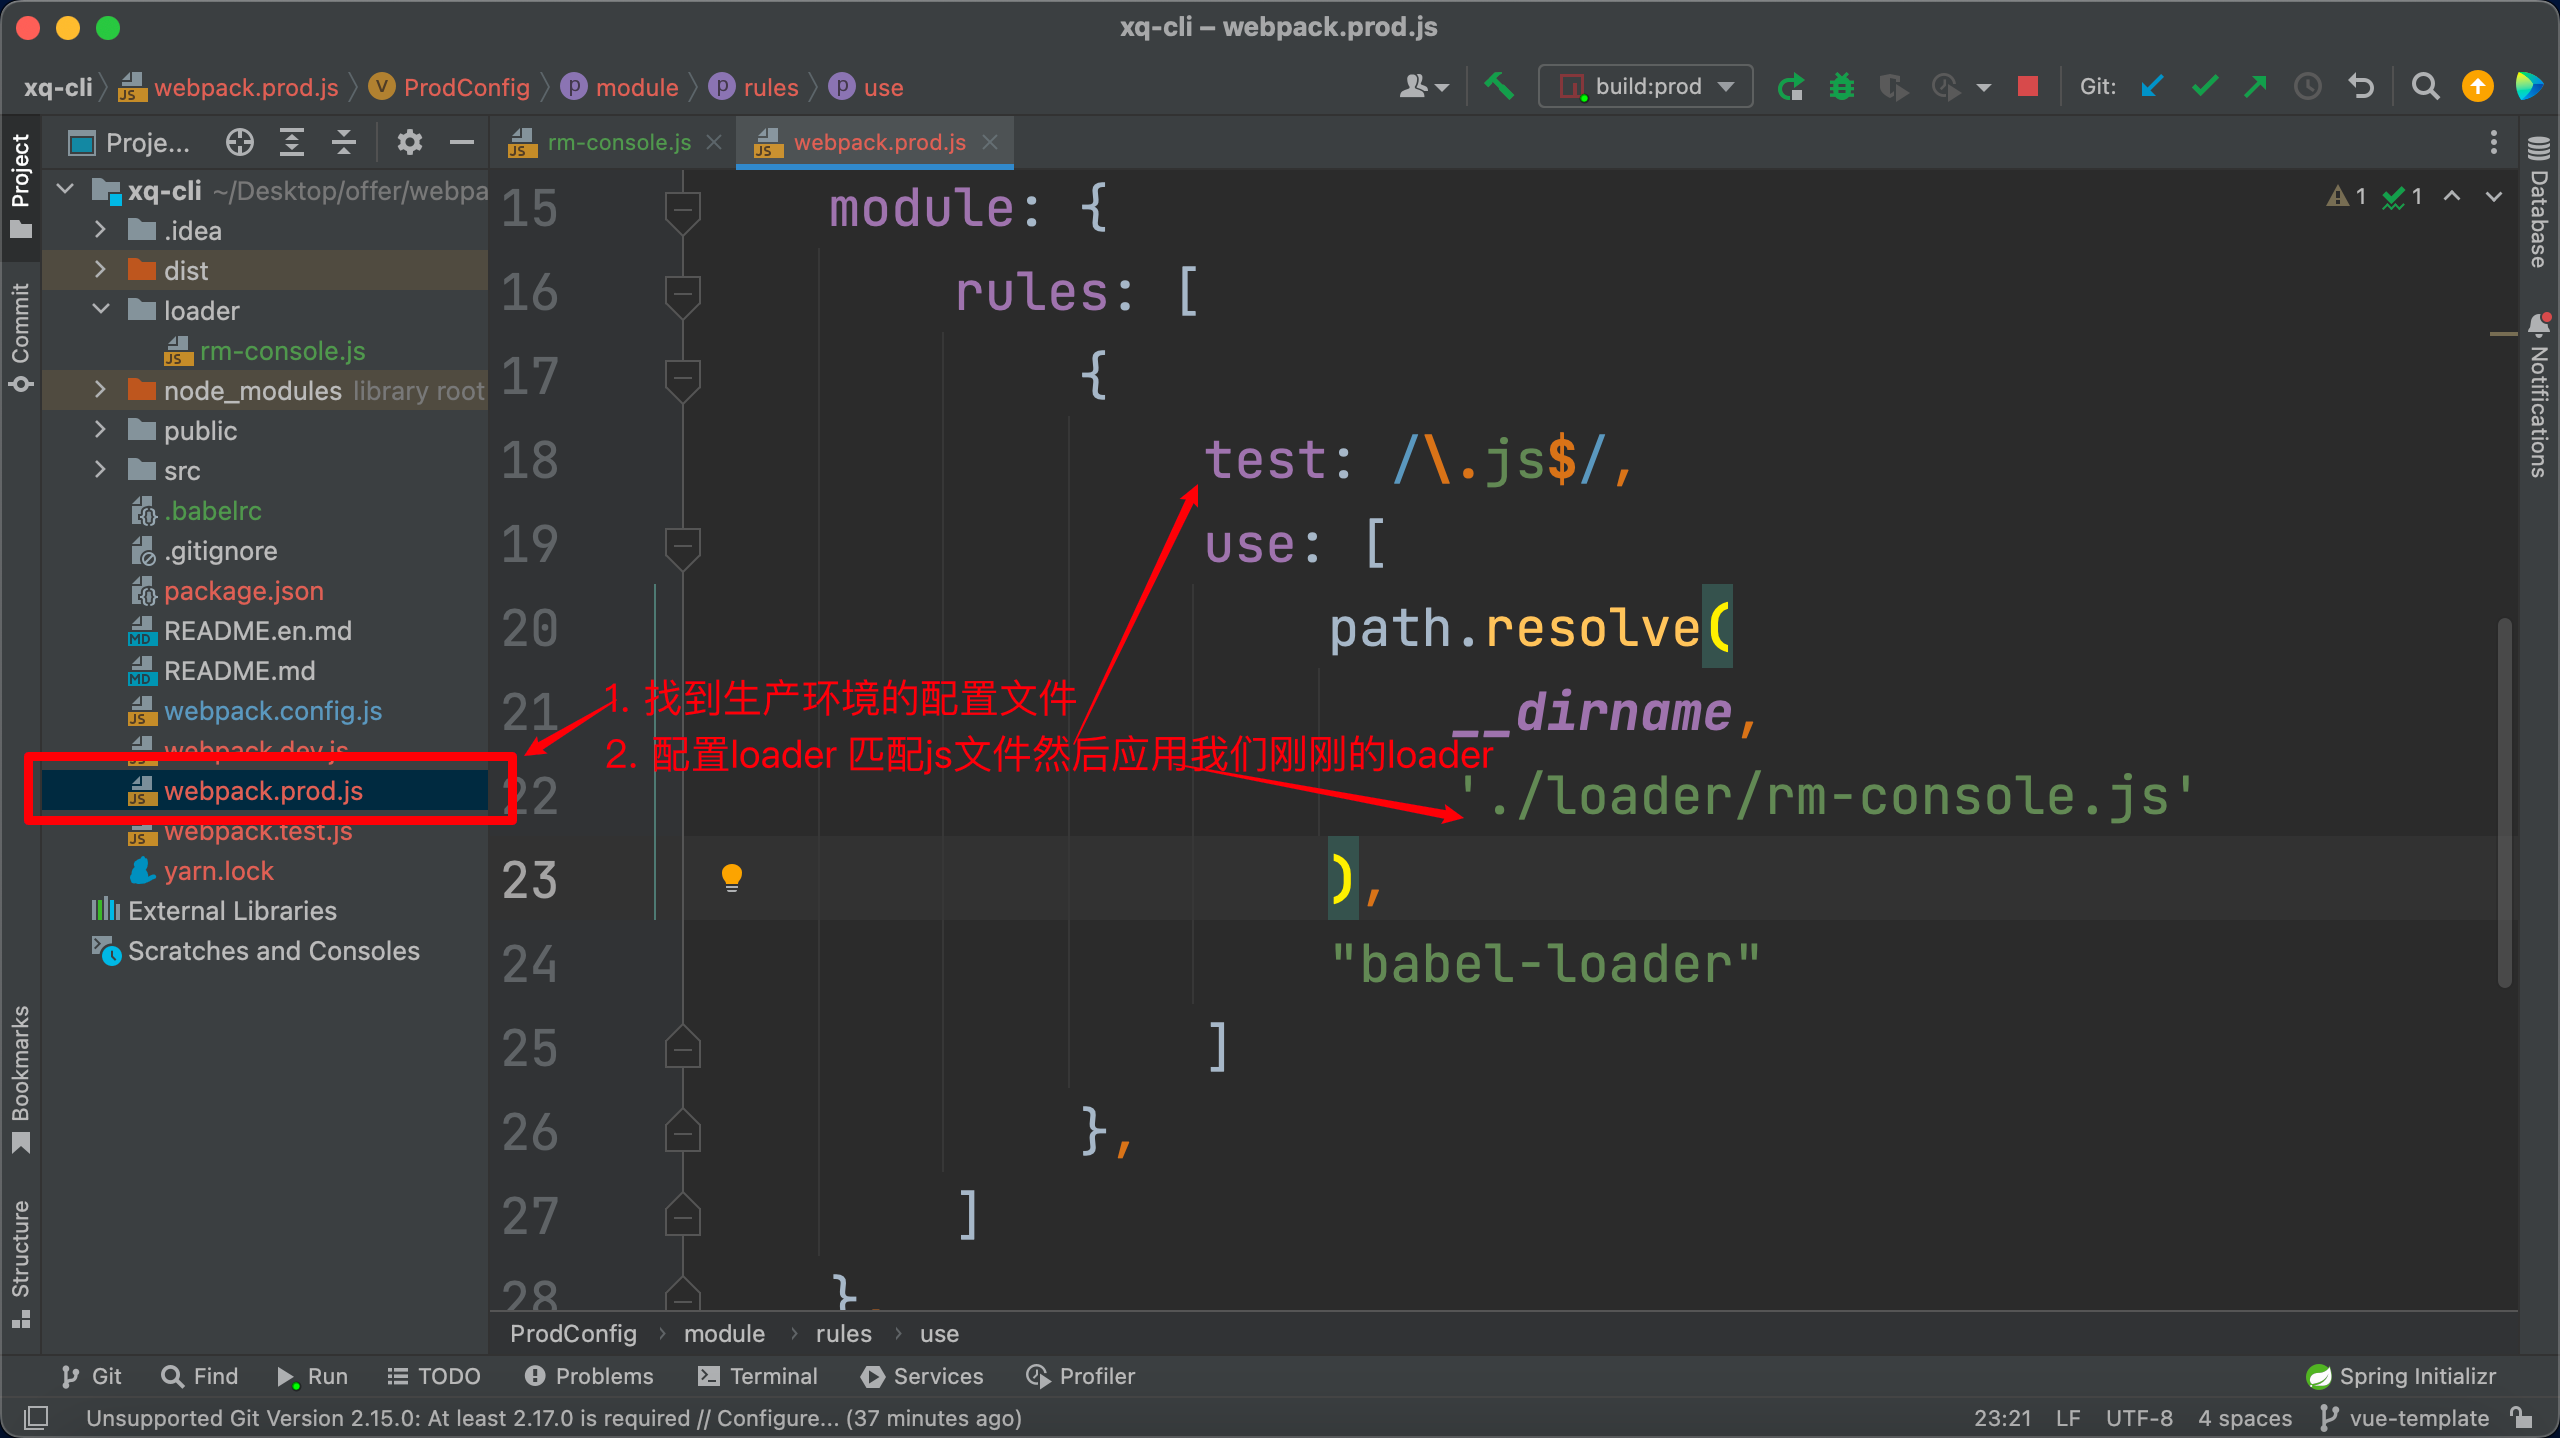 xq-cli – webpack.prod.js
xq-cli webpack.prod.js ProdConfig module rules use build:prod Git:
Proje... rm-console.js webpack.prod.js
Project
Commit
Bookmarks
Structure
xq-cli ~/Desktop/offer/webpa
.idea
dist
loader
rm-console.js
node_modules library root
public
src
.babelrc
.gitignore
package.json
README.en.md
README.md
webpack.config.js
webpack.dev.js
webpack.prod.js
webpack.test.js
yarn.lock
External Libraries
Scratches and Consoles
15 module: {
16 rules: [
17 {
18 test: /\.js$/,
19 use: [
20 path.resolve(
21 __dirname,
22 './loader/rm-console.js'
23 ),
24 "babel-loader"
25 ]
26 },
27 ]
28 },
1. 找到生产环境的配置文件
2. 配置loader 匹配js文件然后应用我们刚刚的loader
1 1
Database
Notifications
ProdConfig module rules use
Git Find Run TODO Problems Terminal Services Profiler Spring Initializr
Unsupported Git Version 2.15.0: At least 2.17.0 is required // Configure... (37 minutes ago) 23:21 LF UTF-8 4 spaces vue-template